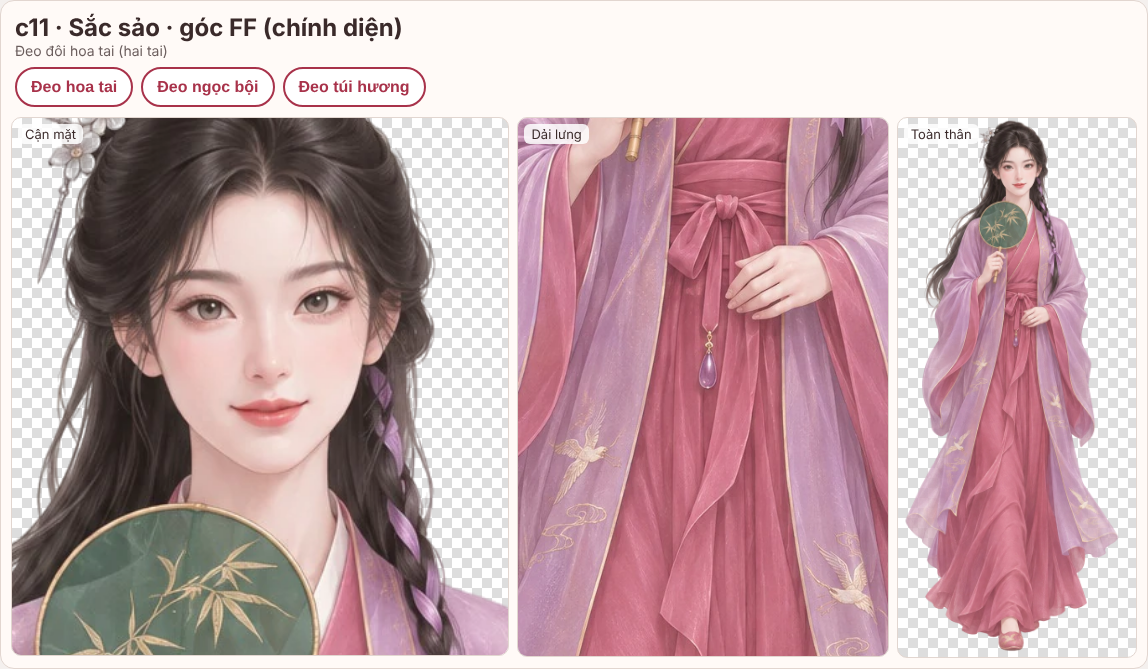 c11 · Sắc sảo · góc FF (chính diện)
Đeo đôi hoa tai (hai tai)
Đeo hoa tai
Đeo ngọc bội
Đeo túi hương
Cận mặt
Dải lưng
Toàn thân